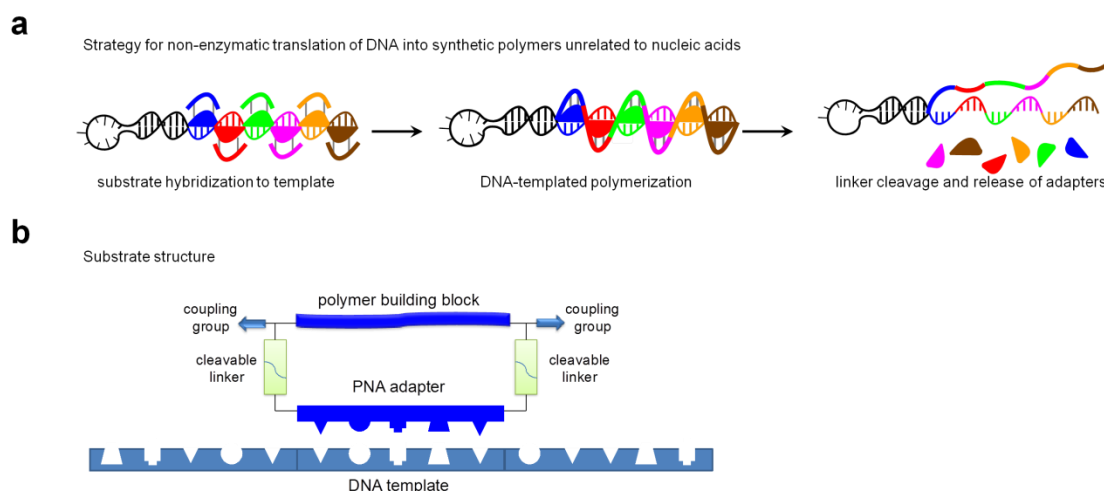 a
Strategy for non-enzymatic translation of DNA into synthetic polymers unrelated to nucleic acids
substrate hybridization to template
DNA-templated polymerization
linker cleavage and release of adapters
b
Substrate structure
polymer building block
coupling
group
coupling
group
cleavable
linker
cleavable
linker
PNA adapter
DNA template